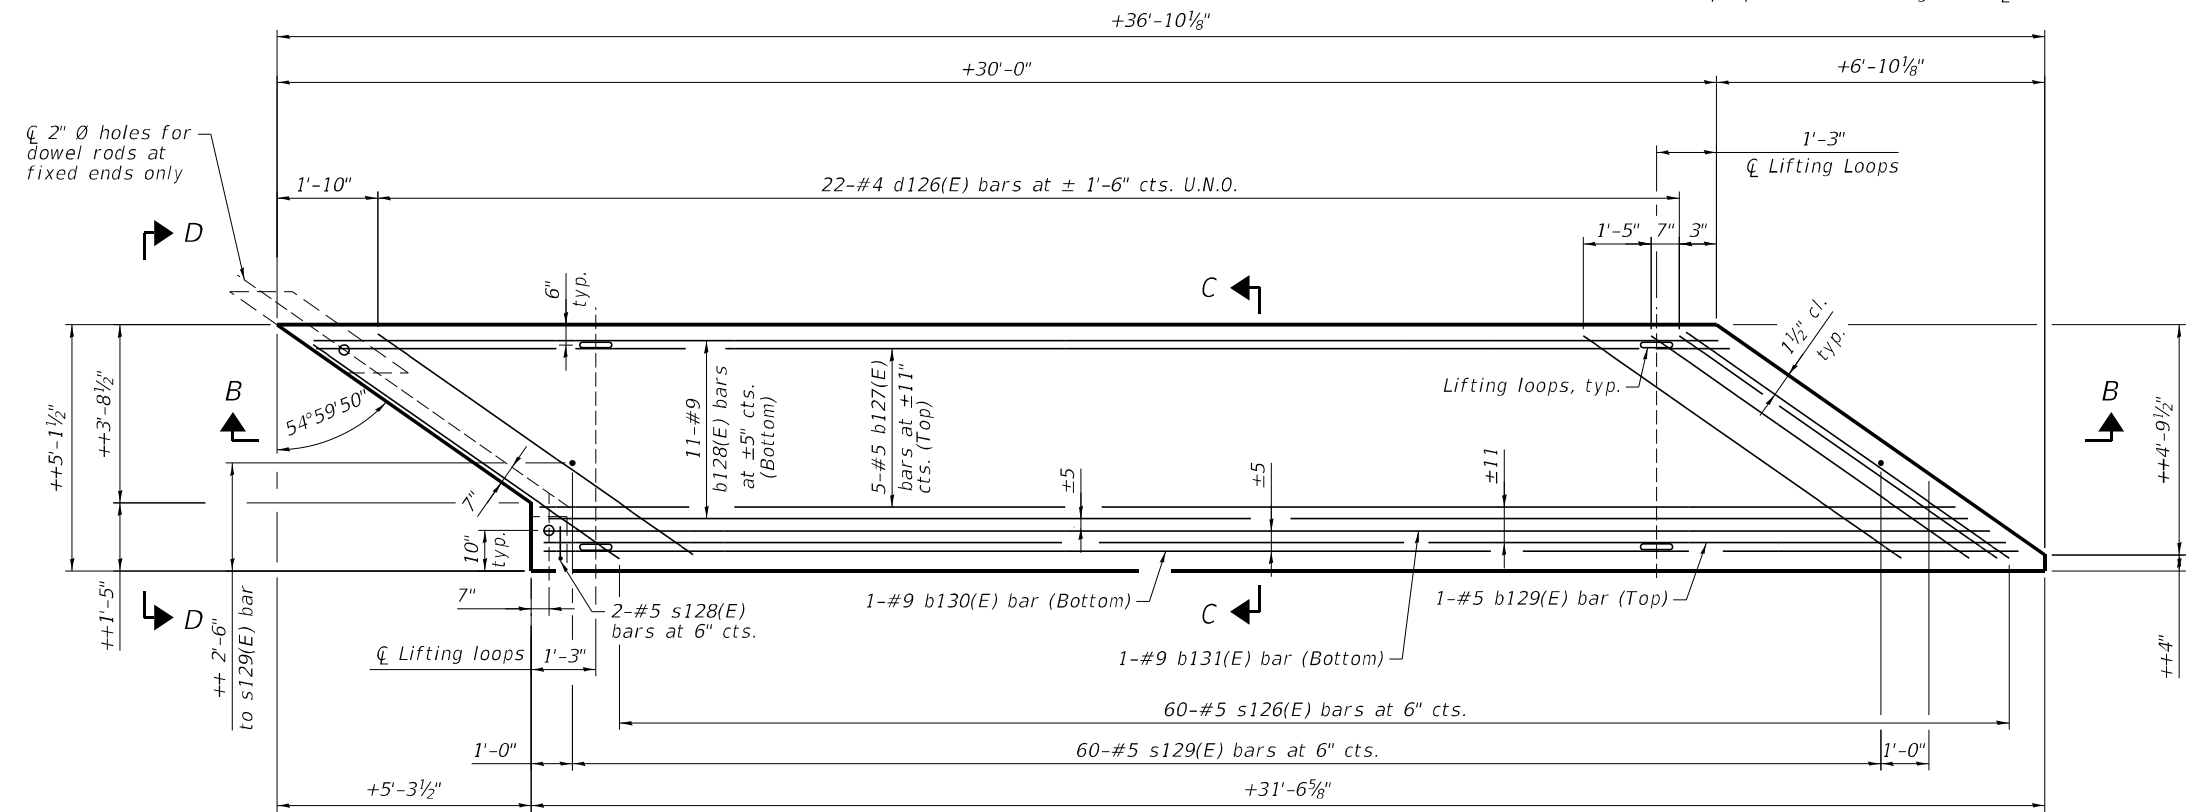 +36'-10⅛"
+30'-0"
+6'-10⅛"
℄ 2" Ø holes for
dowel rods at
fixed ends only
1'-3"
℄ Lifting Loops
1'-10"
22-#4 d126(E) bars at ± 1'-6" cts. U.N.O.
D
1'-5"
7"
3"
6"
typ.
C
1½" cl.
typ.
++5'-1½"
++3'-8½"
B
54°59'50"
11-#9
b128(E) bars
at ±5" cts.
(Bottom)
5-#5 b127(E)
bars at ±11"
cts. (Top)
Lifting loops, typ.
B
++4'-9½"
7"
±5
±5
±11
10"
typ.
++1'-5"
D
++ 2'-6"
to s129(E) bar
7"
2-#5 s128(E)
bars at 6" cts.
1-#9 b130(E) bar (Bottom)
C
1-#5 b129(E) bar (Top)
++4"
℄ Lifting loops
1'-3"
1-#9 b131(E) bar (Bottom)
60-#5 s126(E) bars at 6" cts.
1'-0"
60-#5 s129(E) bars at 6" cts.
1'-0"
+5'-3½"
+31'-6⅝"